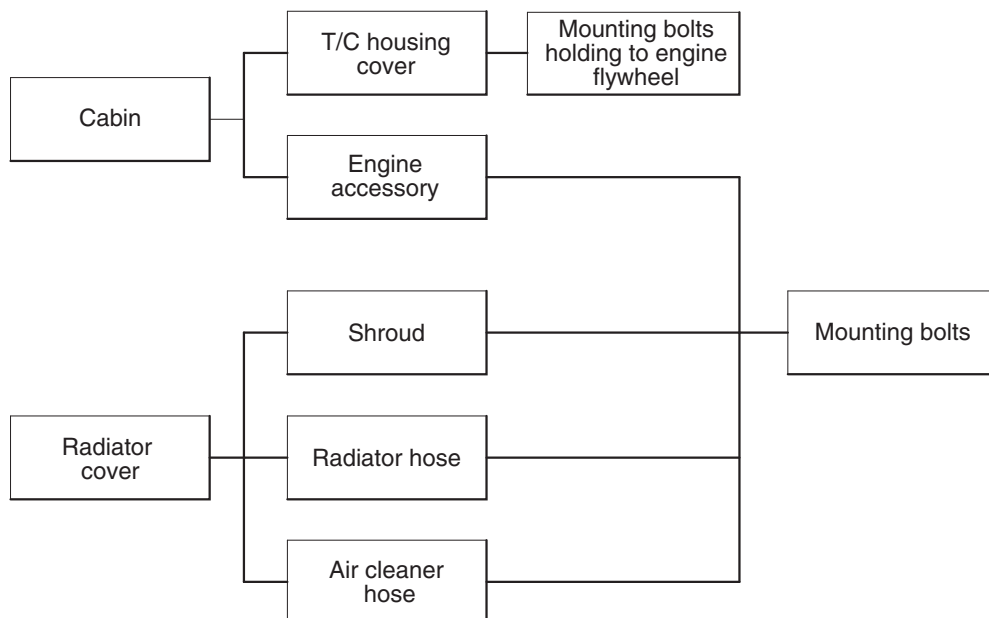 T/C housing
cover
Mounting bolts
holding to engine
flywheel
Cabin
Engine
accessory
Shroud
Mounting bolts
Radiator
cover
Radiator hose
Air cleaner
hose